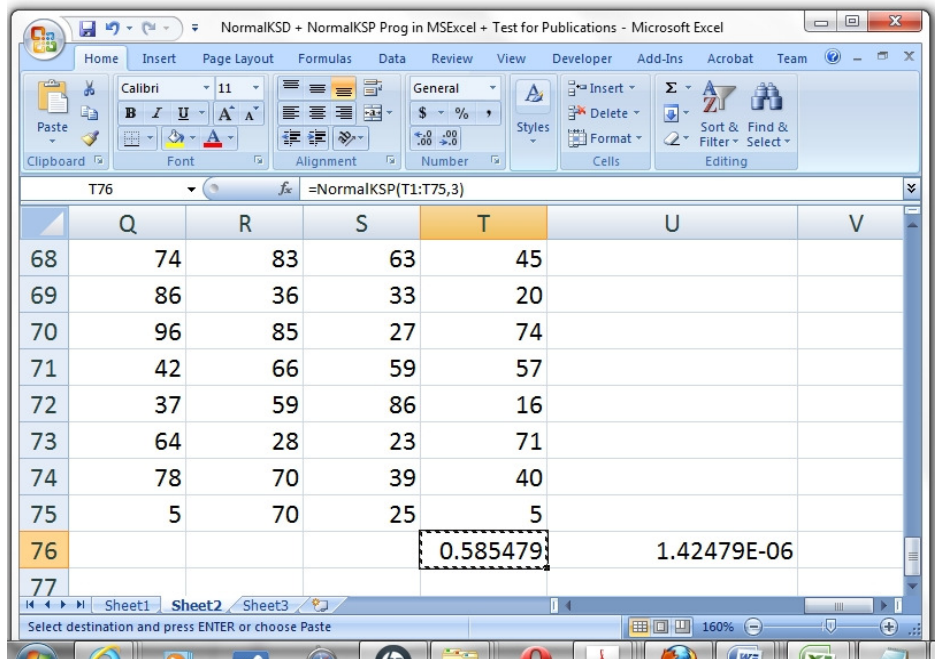 NormalKSD + NormalKSP Prog in MSExcel + Test for Publications - Microsoft Excel
Home Insert Page Layout Formulas Data Review View Developer Add-Ins Acrobat Team
Calibri 11 General Insert Σ
B I U A A $ % , Delete
Paste Styles Sort & Find &
A .0 .00 .00 .0 Format Filter Select
Clipboard Font Alignment Number Cells Editing
T76 fx =NormalKSP(T1:T75,3)
Q R S T U V
68 74 83 63 45
69 86 36 33 20
70 96 85 27 74
71 42 66 59 57
72 37 59 86 16
73 64 28 23 71
74 78 70 39 40
75 5 70 25 5
76 0.585479 1.42479E-06
77
Sheet1 Sheet2 Sheet3
Select destination and press ENTER or choose Paste 160%